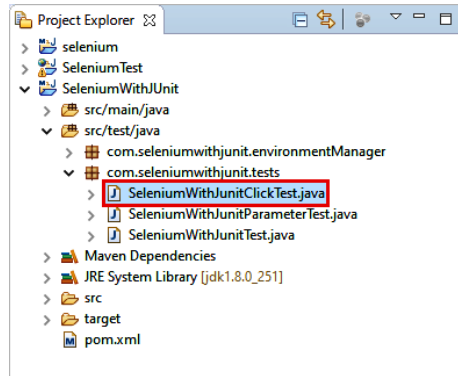 Project Explorer
selenium
SeleniumTest
SeleniumWithJUnit
src/main/java
src/test/java
com.seleniumwithjunit.environmentManager
com.seleniumwithjunit.tests
SeleniumWithJunitClickTest.java
SeleniumWithJunitParameterTest.java
SeleniumWithJunitTest.java
Maven Dependencies
JRE System Library [jdk1.8.0_251]
src
target
pom.xml